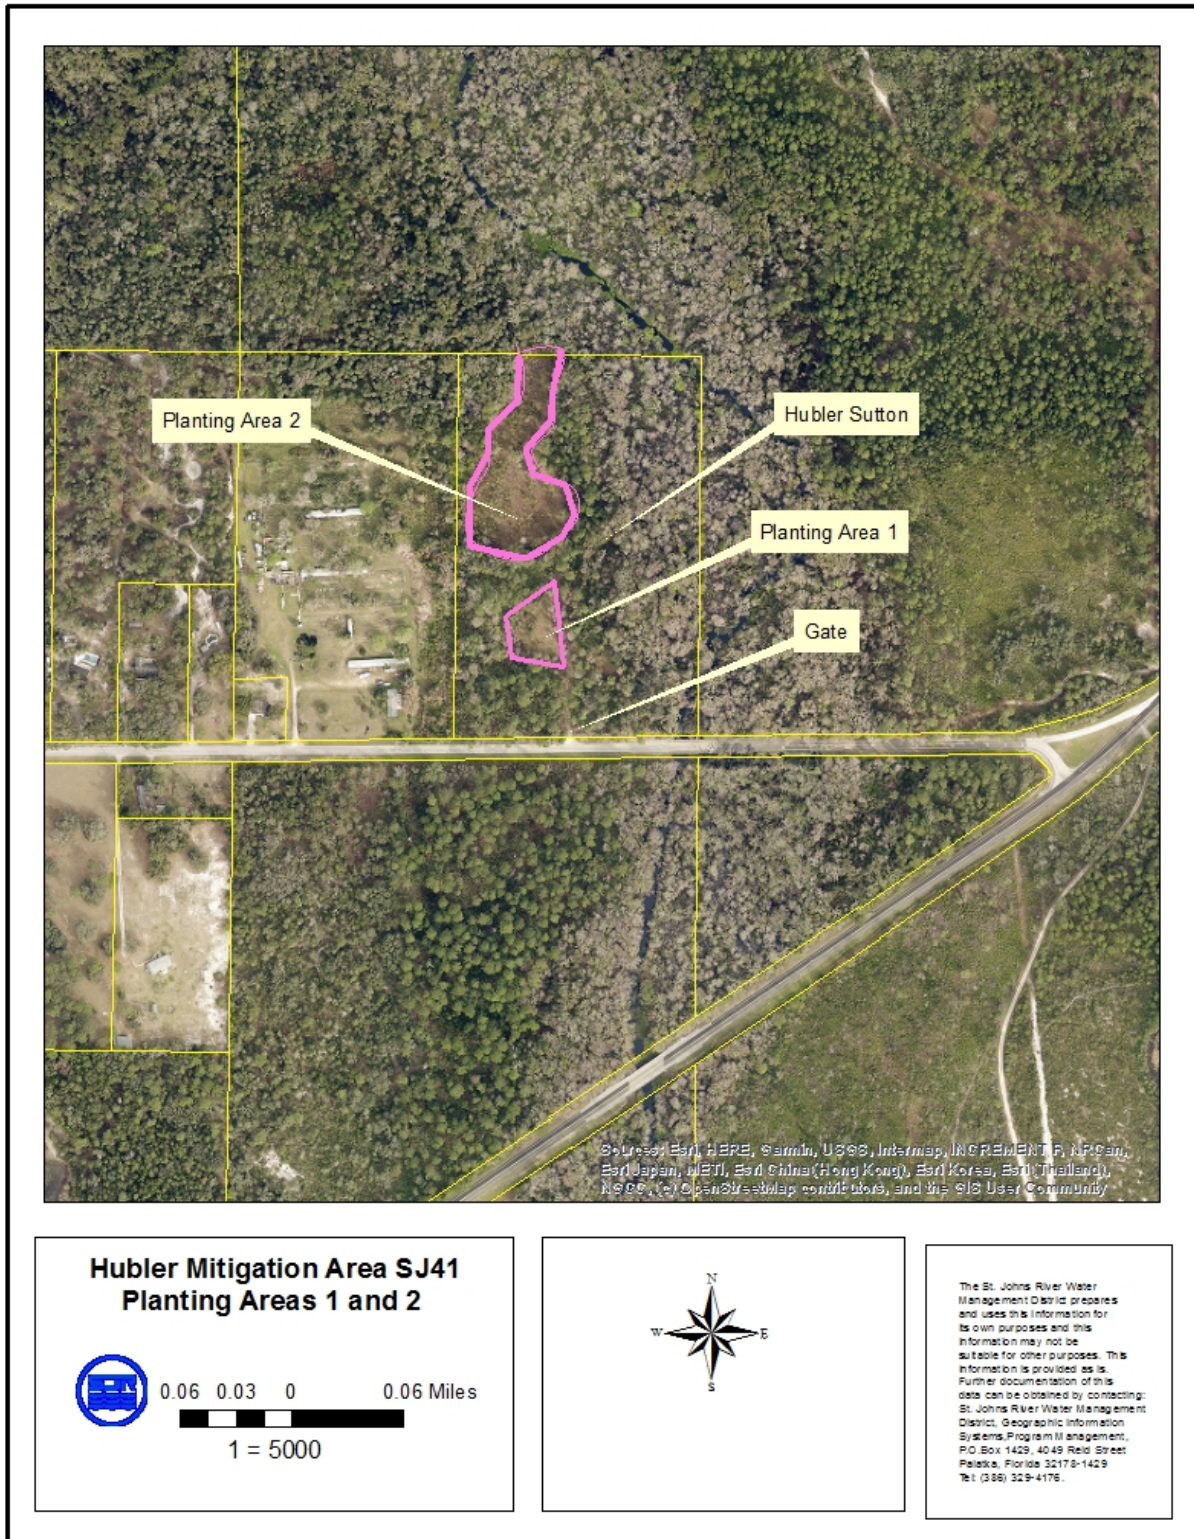 Planting Area 2
Hubler Sutton
Planting Area 1
Gate
Sources: Esri, HERE, Garmin, USGS, Intermap, INCREMENT P, NRCan,
Esri Japan, METI, Esri China (Hong Kong), Esri Korea, Esri (Thailand),
NGCC, (c) OpenStreetMap contributors, and the GIS User Community
Hubler Mitigation Area SJ41
Planting Areas 1 and 2
0.06 0.03 0 0.06 Miles
1 = 5000
N
W E
S
The St. Johns River Water
Management District prepares
and uses this information for
its own purposes and this
information may not be
suitable for other purposes. This
information is provided as is.
Further documentation of this
data can be obtained by contacting:
St. Johns River Water Management
District, Geographic Information
Systems,Program Management,
P.O.Box 1429, 4049 Reid Street
Palatka, Florida 32178-1429
Tel: (386) 329-4176.